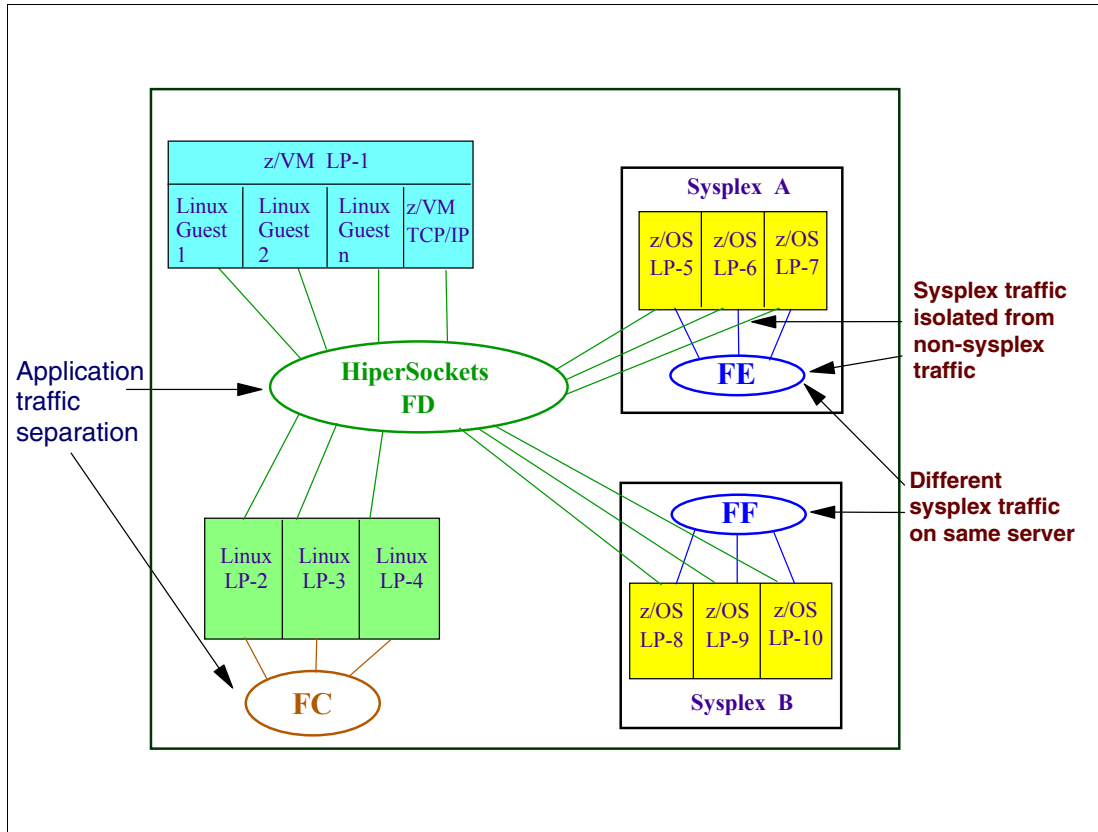 z/VM LP-1
Linux
Guest
1
Linux
Guest
2
Linux
Guest
n
z/VM
TCP/IP
Sysplex A
z/OS
LP-5
z/OS
LP-6
z/OS
LP-7
FE
Sysplex traffic
isolated from
non-sysplex
traffic
Application
traffic
separation
HiperSockets
FD
Different
sysplex traffic
on same server
FF
Linux
LP-2
Linux
LP-3
Linux
LP-4
z/OS
LP-8
z/OS
LP-9
z/OS
LP-10
Sysplex B
FC